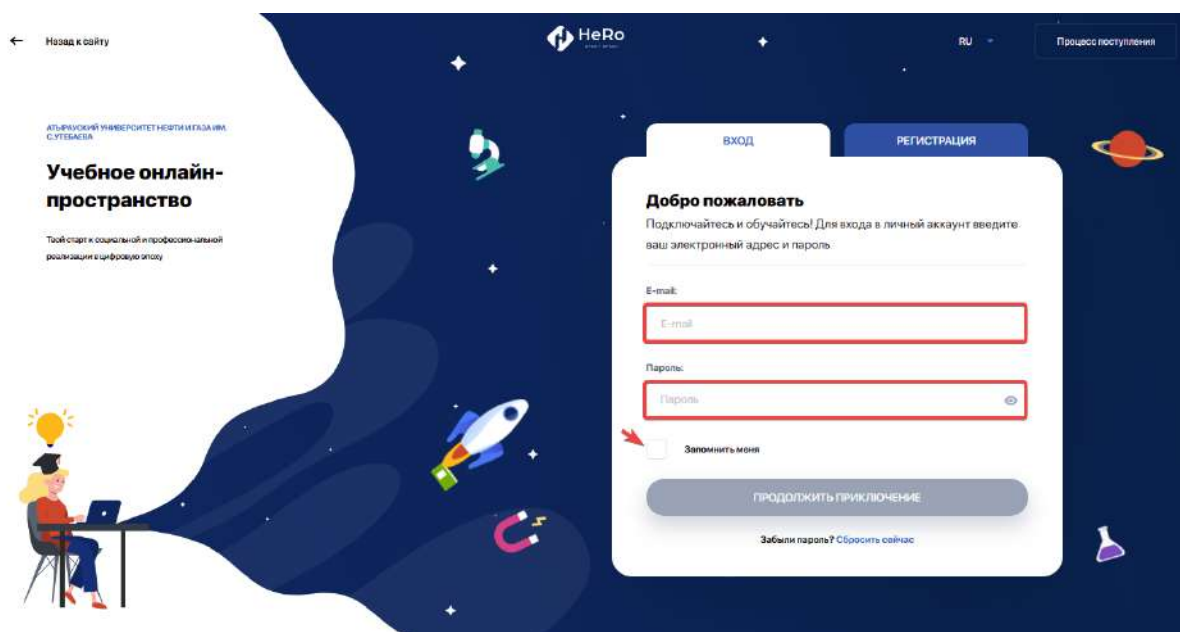 Назад к сайту
HeRo
RU
Процесс поступления
АТЫРАУСКИЙ УНИВЕРСИТЕТ НЕФТИ И ГАЗА ИМ.
С.УТЕБАЕВА
Учебное онлайн-
пространство
Твой старт к социальной и профессиональной
реализации в цифровую эпоху
ВХОД
РЕГИСТРАЦИЯ
Добро пожаловать
Подключайтесь и обучайтесь! Для входа в личный аккаунт введите
ваш электронный адрес и пароль
E-mail:
E-mail
Пароль:
Пароль
Запомнить меня
ПРОДОЛЖИТЬ ПРИКЛЮЧЕНИЕ
Забыли пароль? Сбросить сейчас